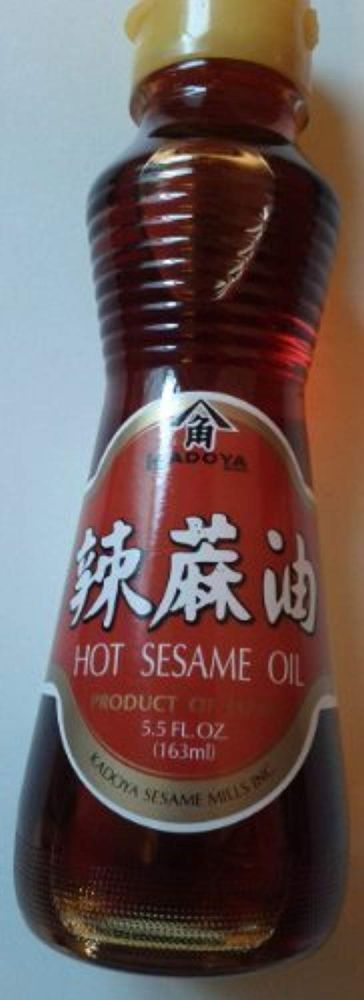 角
KADOYA
辣麻油
HOT SESAME OIL
PRODUCT OF
5.5 FL. OZ.
(163ml)
KADOYA SESAME MILLS INC.